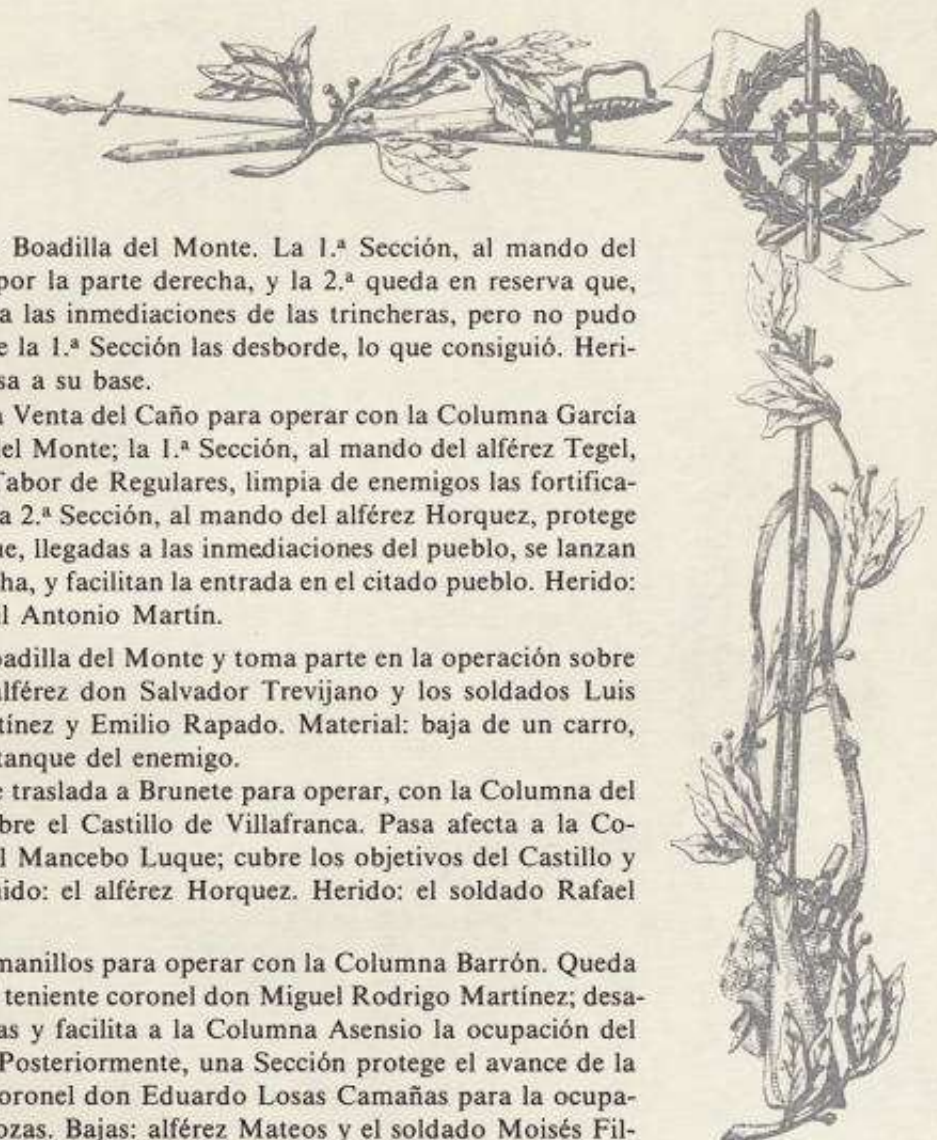 Boadilla del Monte. La 1.ª Sección, al mando del
por la parte derecha, y la 2.ª queda en reserva que,
a las inmediaciones de las trincheras, pero no pudo
e la 1.ª Sección las desborde, lo que consiguió. Heri-
sa a su base.
a Venta del Caño para operar con la Columna García
el Monte; la 1.ª Sección, al mando del alférez Tegel,
Tabor de Regulares, limpia de enemigos las fortifica-
a 2.ª Sección, al mando del alférez Horquez, protege
ue, llegadas a las inmediaciones del pueblo, se lanzan
cha, y facilitan la entrada en el citado pueblo. Herido:
el Antonio Martín.
oadilla del Monte y toma parte en la operación sobre
alférez don Salvador Trevijano y los soldados Luis
tínez y Emilio Rapado. Material: baja de un carro,
tanque del enemigo.
e traslada a Brunete para operar, con la Columna del
bre el Castillo de Villafranca. Pasa afecta a la Co-
l Mancebo Luque; cubre los objetivos del Castillo y
ido: el alférez Horquez. Herido: el soldado Rafael
manillos para operar con la Columna Barrón. Queda
teniente coronel don Miguel Rodrigo Martínez; desa-
as y facilita a la Columna Asensio la ocupación del
Posteriormente, una Sección protege el avance de la
oronel don Eduardo Losas Camañas para la ocupa-
ozas. Bajas: alférez Mateos y el soldado Moisés Fil-